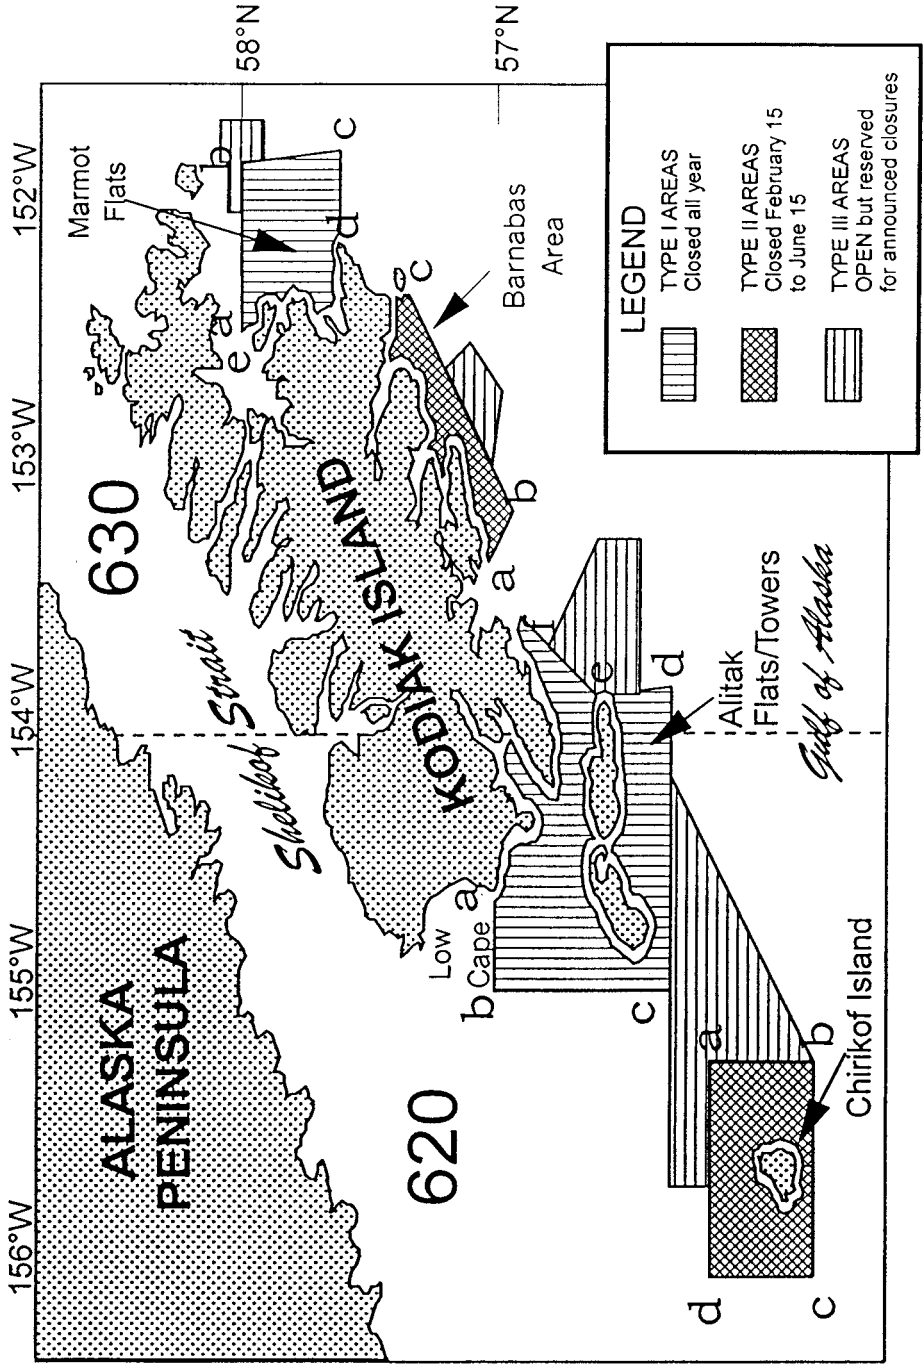 156°W
155°W
154°W
153°W
152°W
58°N
57°N
ALASKA
PENINSULA
630
620
Shelikof Strait
KODIAK ISLAND
Marmot
Flats
a
b
c
d
e
Barnabas
Area
a
b
c
Low
Cape
a
b
c
d
e
f
Alitak
Flats/Towers
Gulf of Alaska
Chirikof Island
a
b
c
d
LEGEND
TYPE I AREAS
Closed all year
TYPE II AREAS
Closed February 15
to June 15
TYPE III AREAS
OPEN but reserved
for announced closures